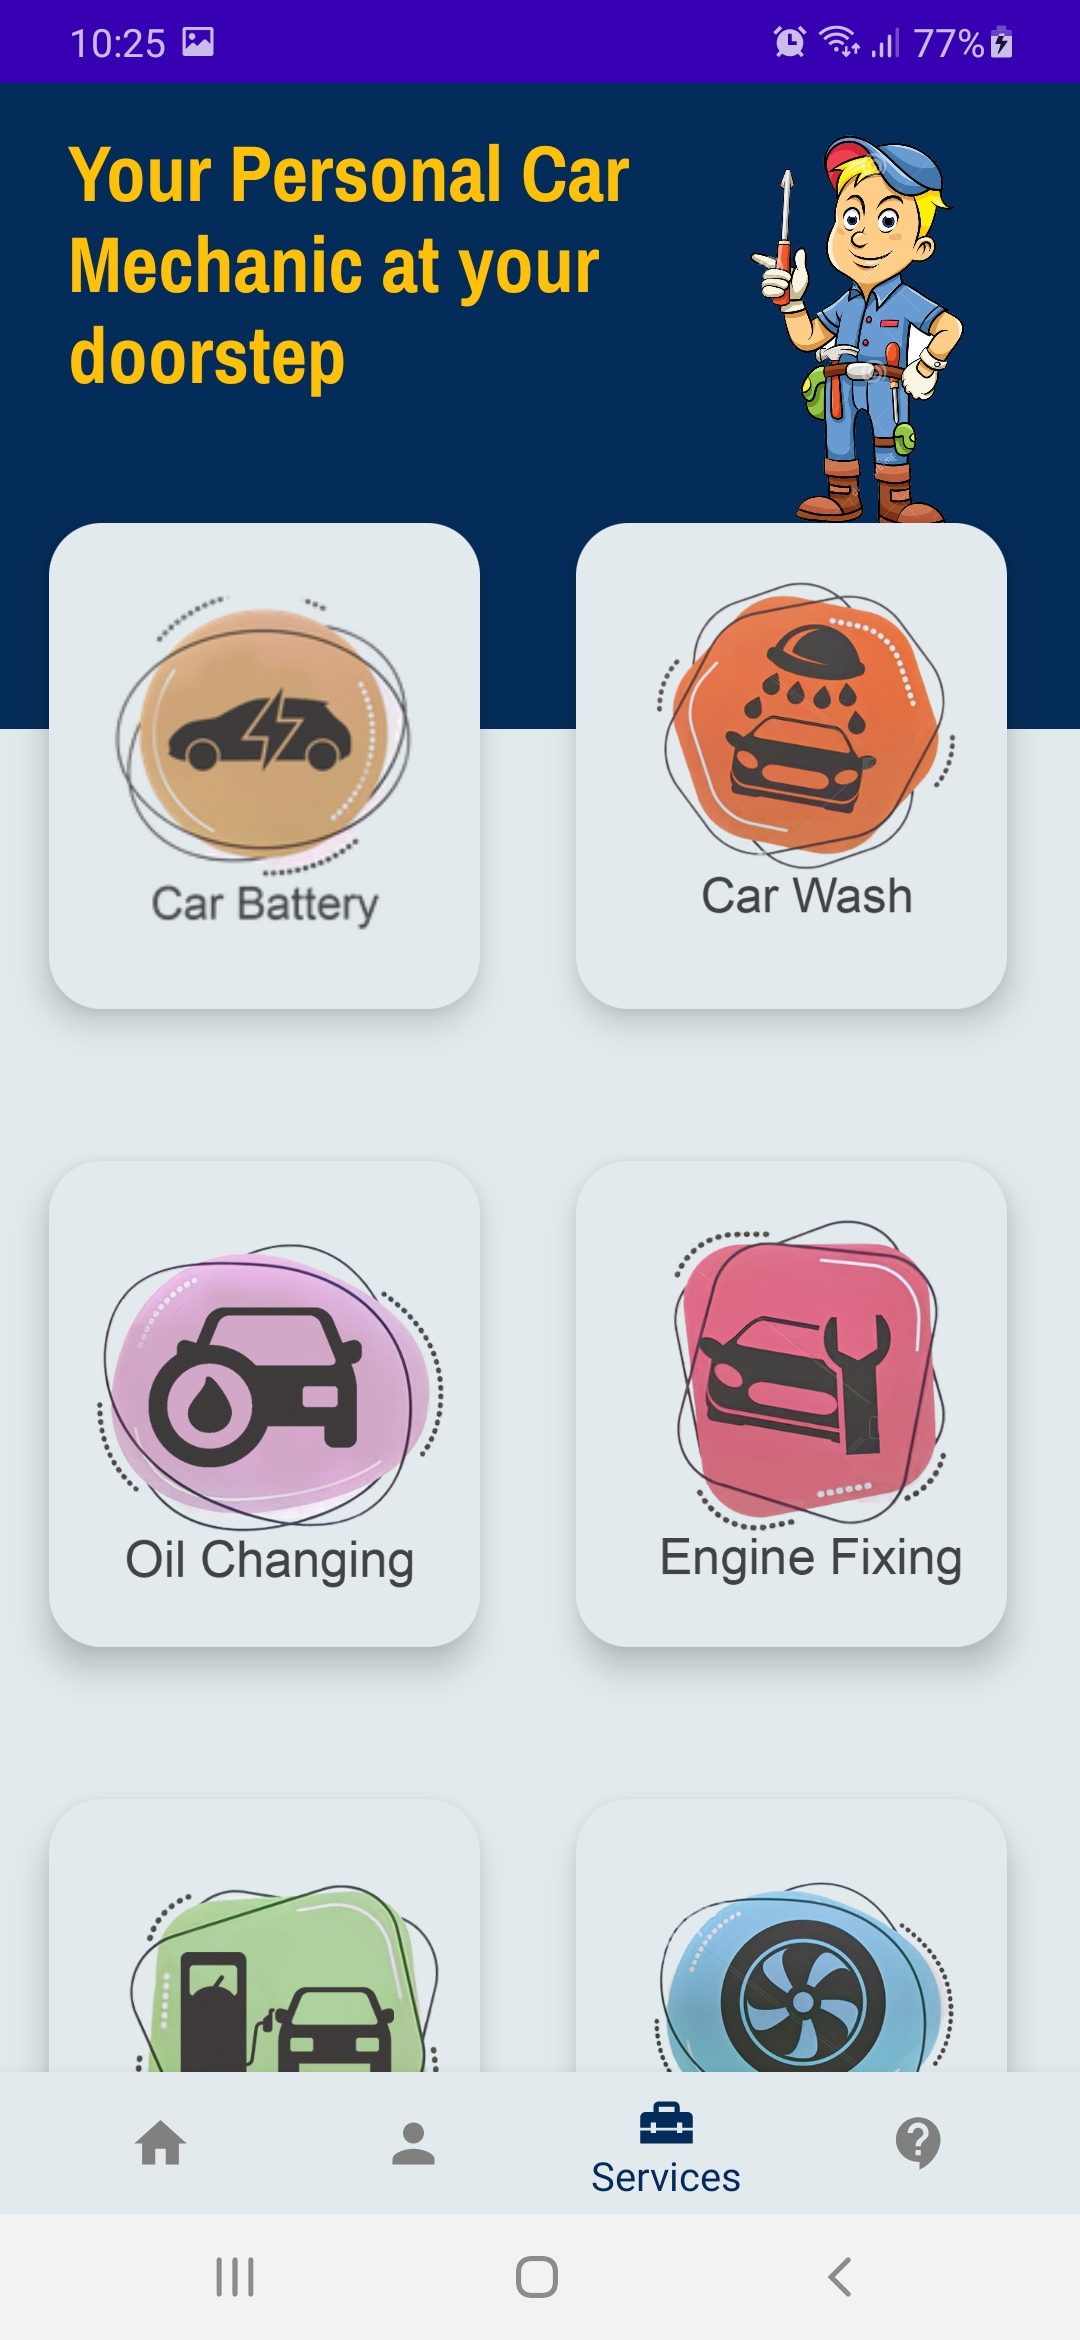 10:25
77%
Your Personal Car
Mechanic at your
doorstep
Car Battery
Car Wash
Oil Changing
Engine Fixing
Services